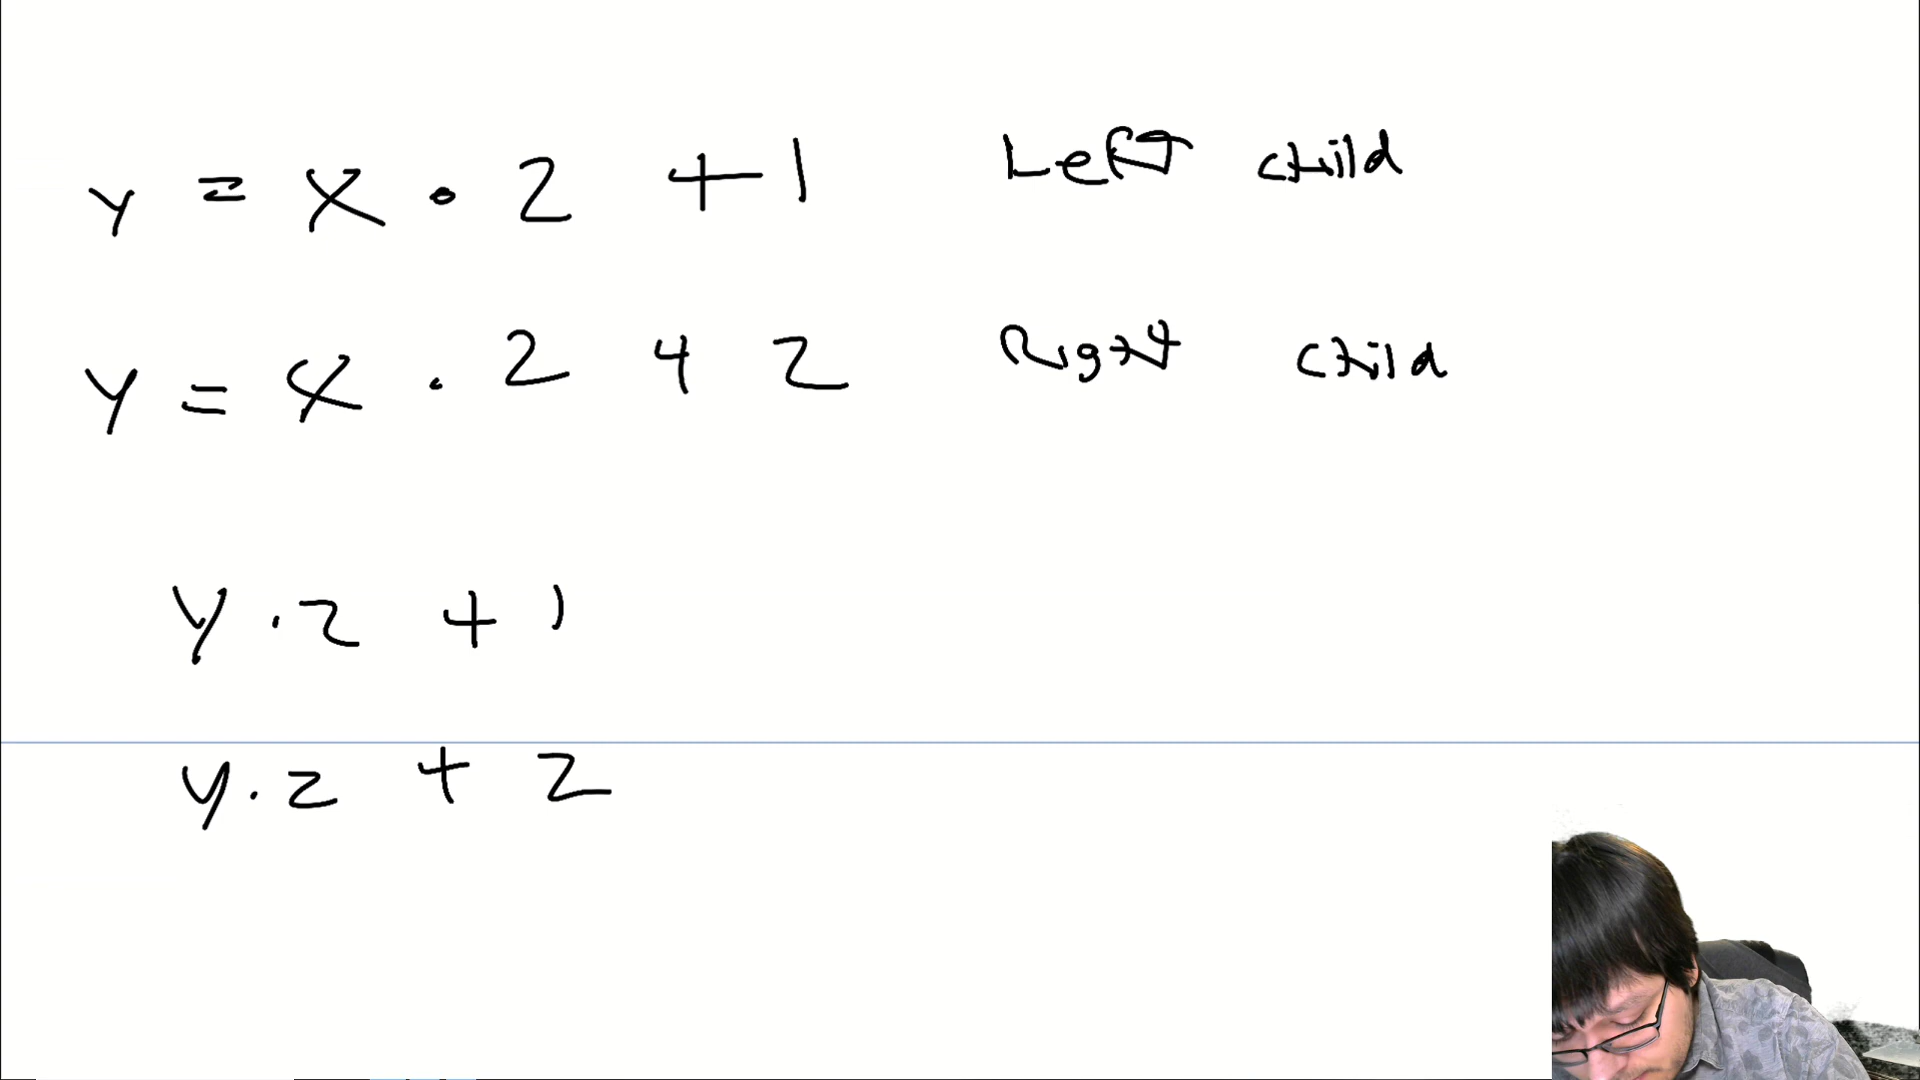 y = x · 2 + 1 Left child
y = x · 2 + 2 Right child
y · 2 + 1
y · 2 + 2